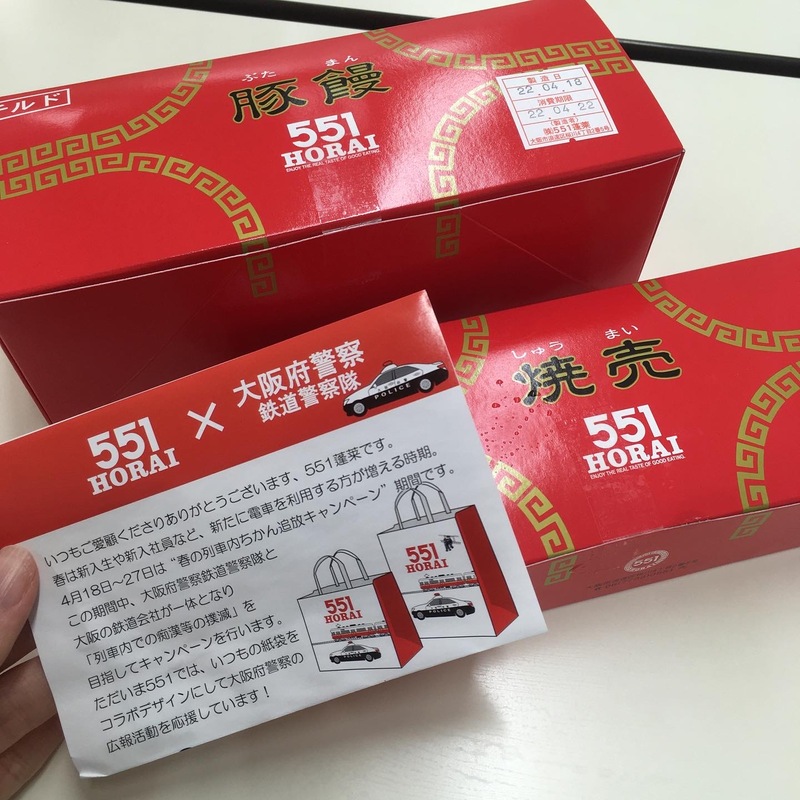 チルド
ぶた まん
豚饅
551
HORAI
ENJOY THE REAL TASTE OF GOOD EATING.
製造日
22.04.18
消費期限
22.04.22
(製造者)
㈱551蓬莱
しゅう まい
焼売
551
HORAI
ENJOY THE REAL TASTE OF GOOD EATING.
551
551
HORAI
×
大阪府警察
鉄道警察隊
POLICE
いつもご愛顧くださりありがとうございます、551蓬莱です。
春は新入生や新入社員など、新たに電車を利用する方が増える時期。
4月18日~27日は“春の列車内ちかん追放キャンペーン”期間です。
この期間中、大阪府警察鉄道警察隊と
大阪の鉄道会社が一体となり
「列車内での痴漢等の撲滅」を
目指してキャンペーンを行います。
ただいま551では、いつもの紙袋を
コラボデザインにして大阪府警察の
広報活動を応援しています!
551
HORAI
POLICE
551
HORAI
POLICE